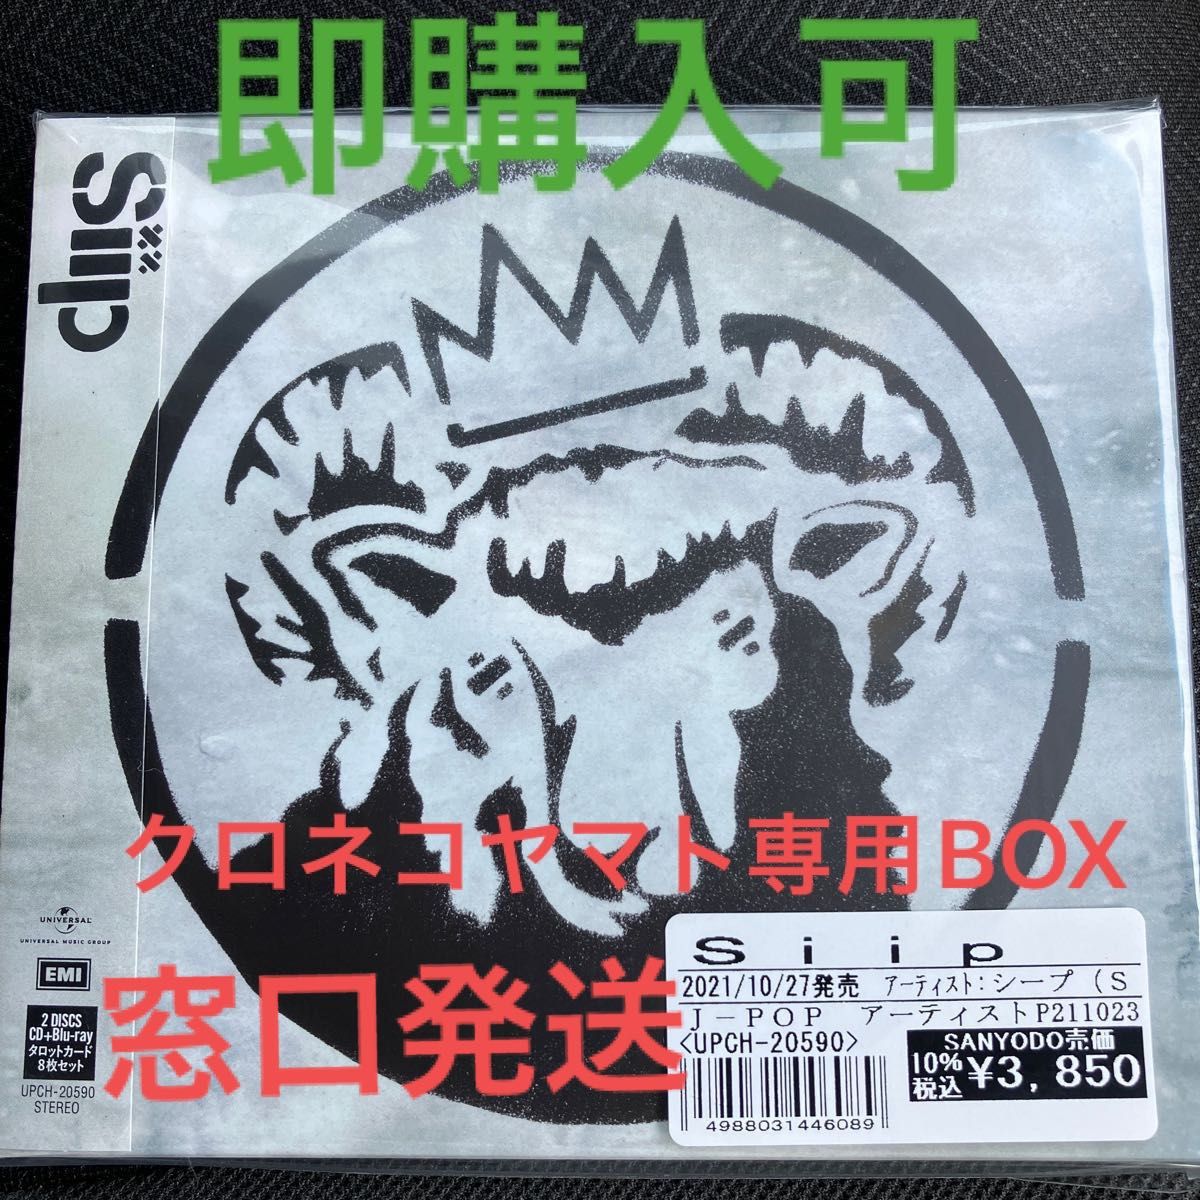 即購入可
Siip
クロネコヤマト専用BOX
窓口発送
UNIVERSAL
UNIVERSAL MUSIC GROUP
EMI
2 DISCS
CD+Blu-ray
タロットカード
8枚セット
UPCH-20590
STEREO
Siip
2021/10/27発売 アーティスト:シープ(S
J-POP アーティストP211023
<UPCH-20590>
SANYODO売価
10%税込 ¥3,850
4988031446089